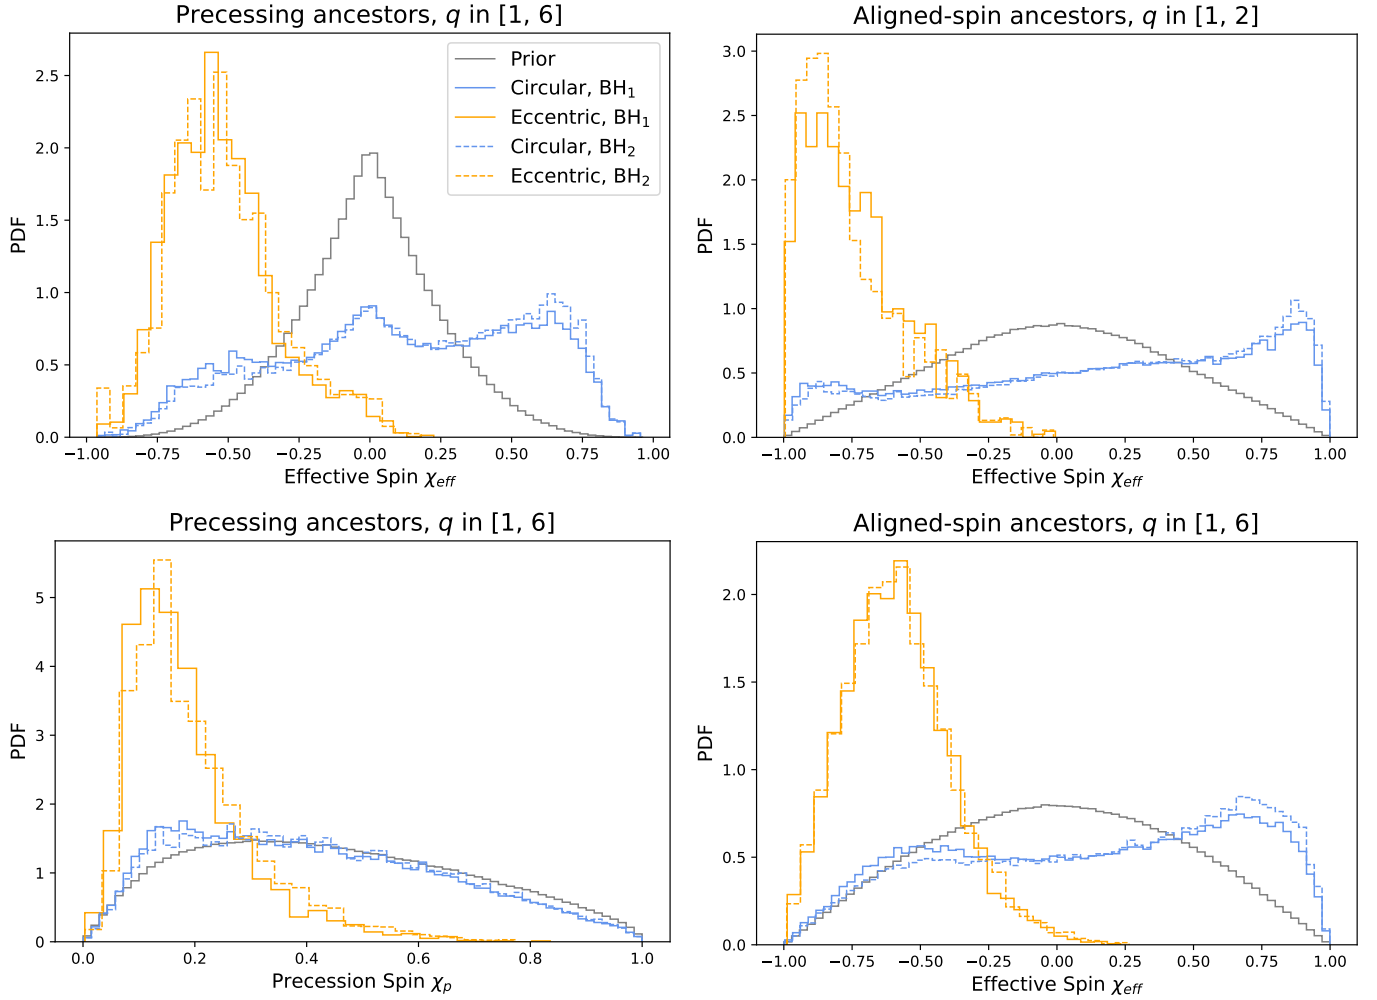 Precessing ancestors, q in [1, 6]
PDF
2.5
2.0
1.5
1.0
0.5
0.0
−1.00 −0.75 −0.50 −0.25 0.00 0.25 0.50 0.75 1.00
Effective Spin χeff
Prior
Circular, BH1
Eccentric, BH1
Circular, BH2
Eccentric, BH2
Aligned-spin ancestors, q in [1, 2]
PDF
3.0
2.5
2.0
1.5
1.0
0.5
0.0
−1.00 −0.75 −0.50 −0.25 0.00 0.25 0.50 0.75 1.00
Effective Spin χeff
Precessing ancestors, q in [1, 6]
PDF
5
4
3
2
1
0
0.0 0.2 0.4 0.6 0.8 1.0
Precession Spin χp
Aligned-spin ancestors, q in [1, 6]
PDF
2.0
1.5
1.0
0.5
0.0
−1.00 −0.75 −0.50 −0.25 0.00 0.25 0.50 0.75 1.00
Effective Spin χeff